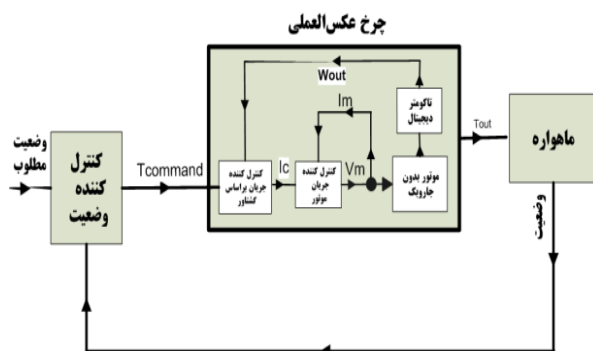 چرخ عکس‌العملی
Wout
تاکومتر
دیجیتال
Im
Tout
ماهواره
وضعیت
مطلوب
کنترل
کننده
وضعیت
Tcommand
کنترل کننده
جریان براساس
گشتاور
Ic
کنترل کننده
جریان
موتور
Vm
موتور بدون
جاروبک
وضعیت